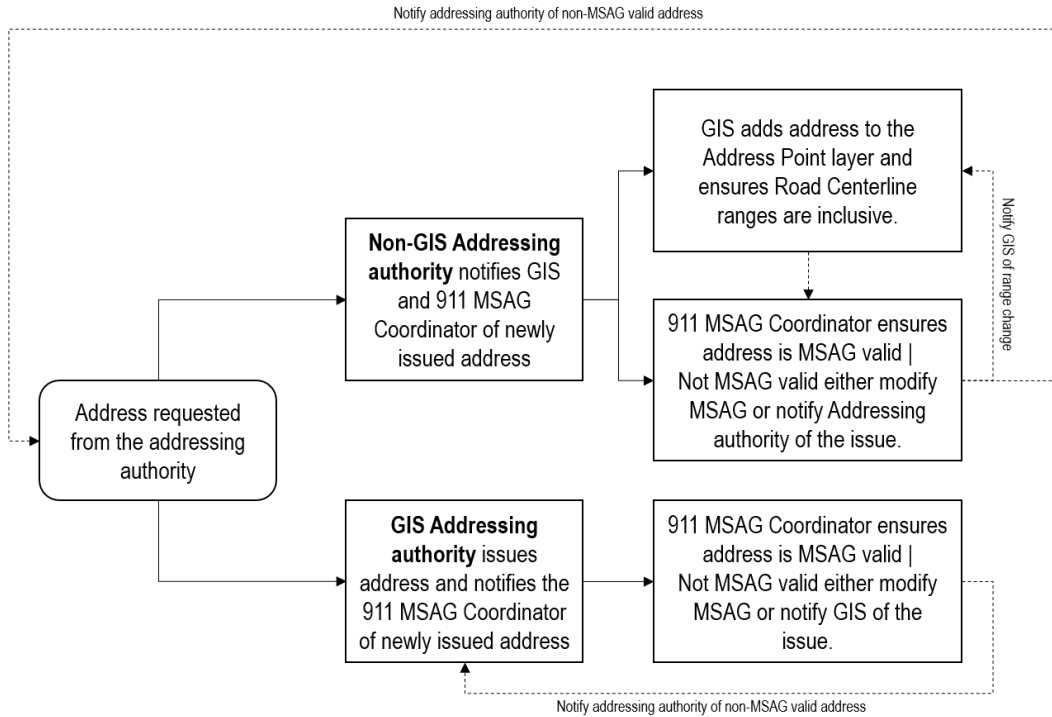 Notify addressing authority of non-MSAG valid address
GIS adds address to the
Address Point layer and
ensures Road Centerline
ranges are inclusive.
Notify GIS of range change
Non-GIS Addressing
authority notifies GIS
and 911 MSAG
Coordinator of newly
issued address
911 MSAG Coordinator ensures
address is MSAG valid |
Not MSAG valid either modify
MSAG or notify Addressing
authority of the issue.
Address requested
from the addressing
authority
GIS Addressing
authority issues
address and notifies the
911 MSAG Coordinator
of newly issued address
911 MSAG Coordinator ensures
address is MSAG valid |
Not MSAG valid either modify
MSAG or notify GIS of the
issue.
Notify addressing authority of non-MSAG valid address